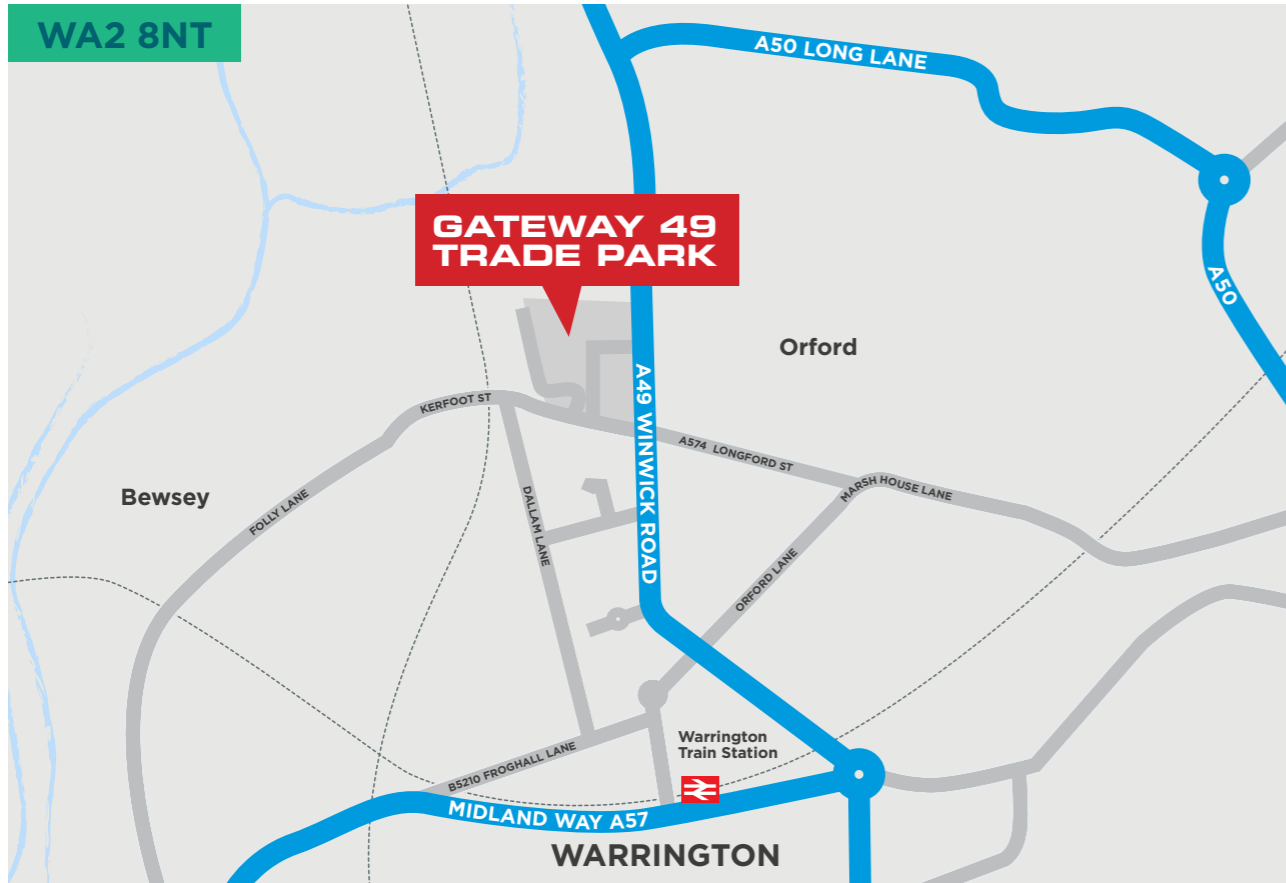 WA2 8NT
A50 LONG LANE
GATEWAY 49
TRADE PARK
A50
Orford
A49 WINWICK ROAD
KERFOOT ST
A574 LONGFORD ST
Bewsey
FOLLY LANE
DALLAM LANE
MARSH HOUSE LANE
ORFORD LANE
Warrington
Train Station
B5210 FROGHALL LANE
MIDLAND WAY A57
WARRINGTON